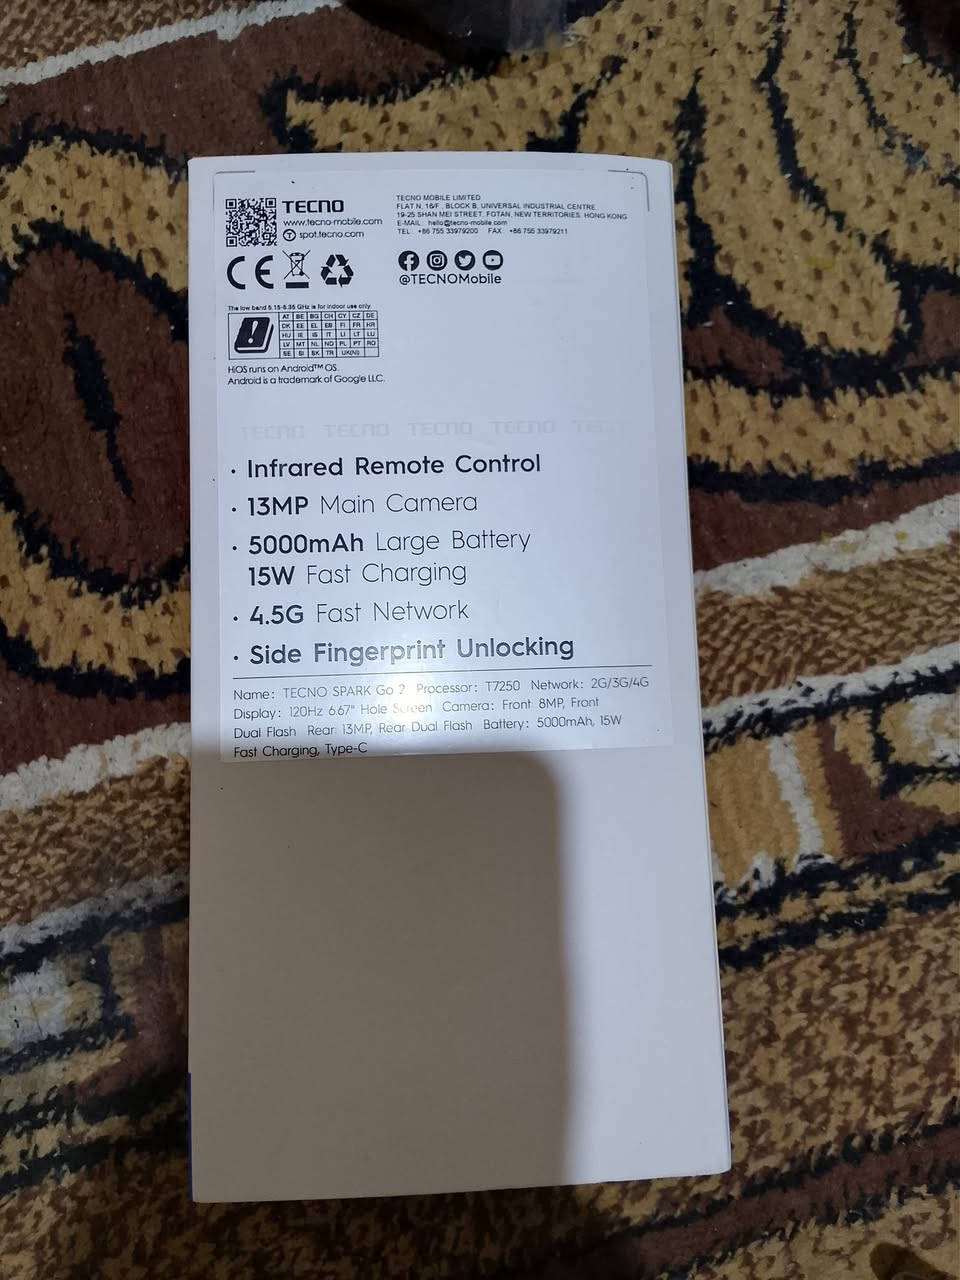 TECNO
www.tecno-mobile.com
spot.tecno.com
TECNO MOBILE LIMITED
FLAT N, 16/F., BLOCK B, UNIVERSAL INDUSTRIAL CENTRE,
19-25 SHAN MEI STREET, FOTAN, NEW TERRITORIES. HONG KONG
E-MAIL: hello@tecno-mobile.com
TEL: +86 755 33979200 FAX: +86 755 33979211
CE
@TECNOMobile
The low band 5.15-5.35 GHz is for indoor use only.
AT BE BG CH CY CZ DE
DK EE EL ES FI FR HR
HU IE IS IT LI LT LU
LV MT NL NO PL PT RO
SE SI SK TR UK(NI)
HiOS runs on Android™ OS.
Android is a trademark of Google LLC.
TECNO TECNO TECNO TECNO
· Infrared Remote Control
· 13MP Main Camera
· 5000mAh Large Battery
15W Fast Charging
· 4.5G Fast Network
· Side Fingerprint Unlocking
Name: TECNO SPARK Go 2 Processor: T7250 Network: 2G/3G/4G
Display: 120Hz 6.67" Hole Screen Camera: Front 8MP, Front
Dual Flash Rear: 13MP, Rear Dual Flash Battery: 5000mAh, 15W
Fast Charging, Type-C